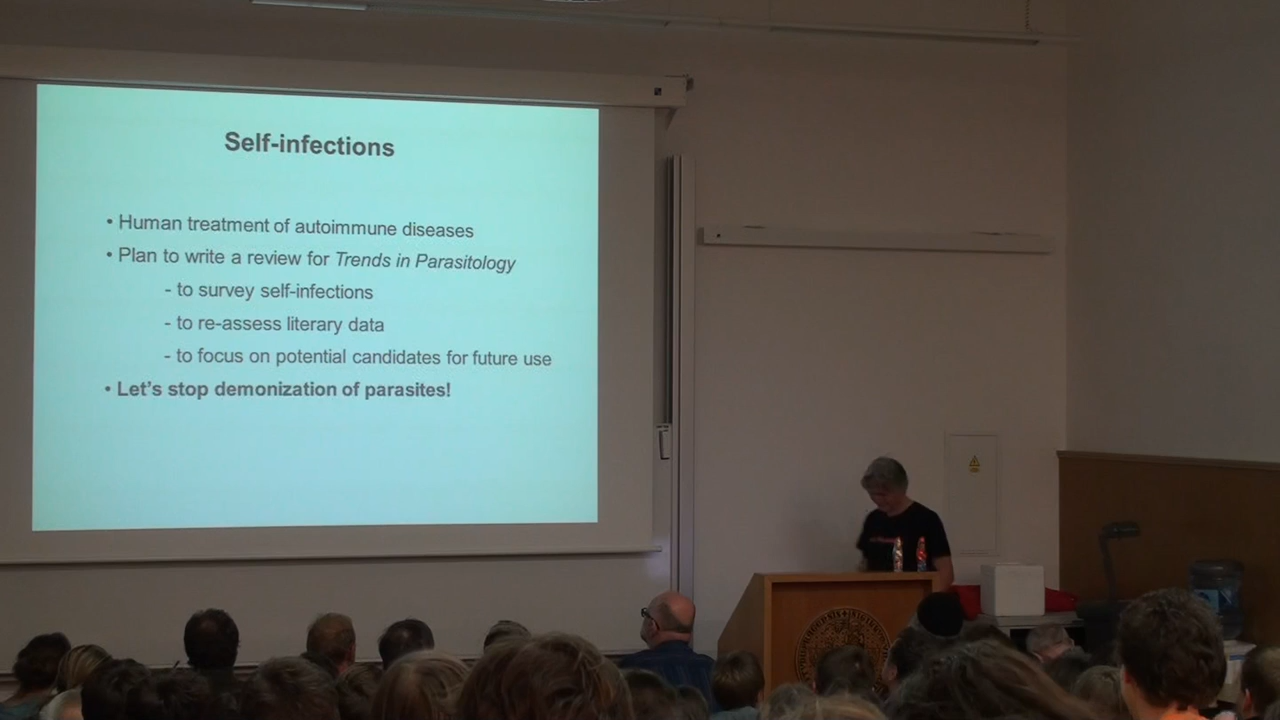 Self-infections
• Human treatment of autoimmune diseases
• Plan to write a review for Trends in Parasitology
- to survey self-infections
- to re-assess literary data
- to focus on potential candidates for future use
• Let's stop demonization of parasites!